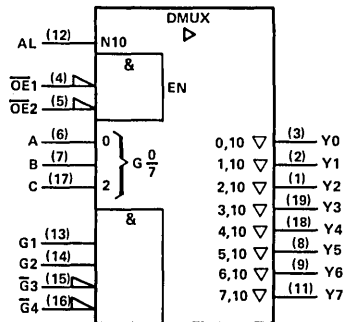 DMUX
AL (12) N10
&
OE1 (4) EN
OE2 (5)
A (6) 0
B (7) G 0/7
C (17) 2
&
G1 (13)
G2 (14)
G3 (15)
G4 (16)
0,10 ▽ (3) Y0
1,10 ▽ (2) Y1
2,10 ▽ (1) Y2
3,10 ▽ (19) Y3
4,10 ▽ (18) Y4
5,10 ▽ (8) Y5
6,10 ▽ (9) Y6
7,10 ▽ (11) Y7